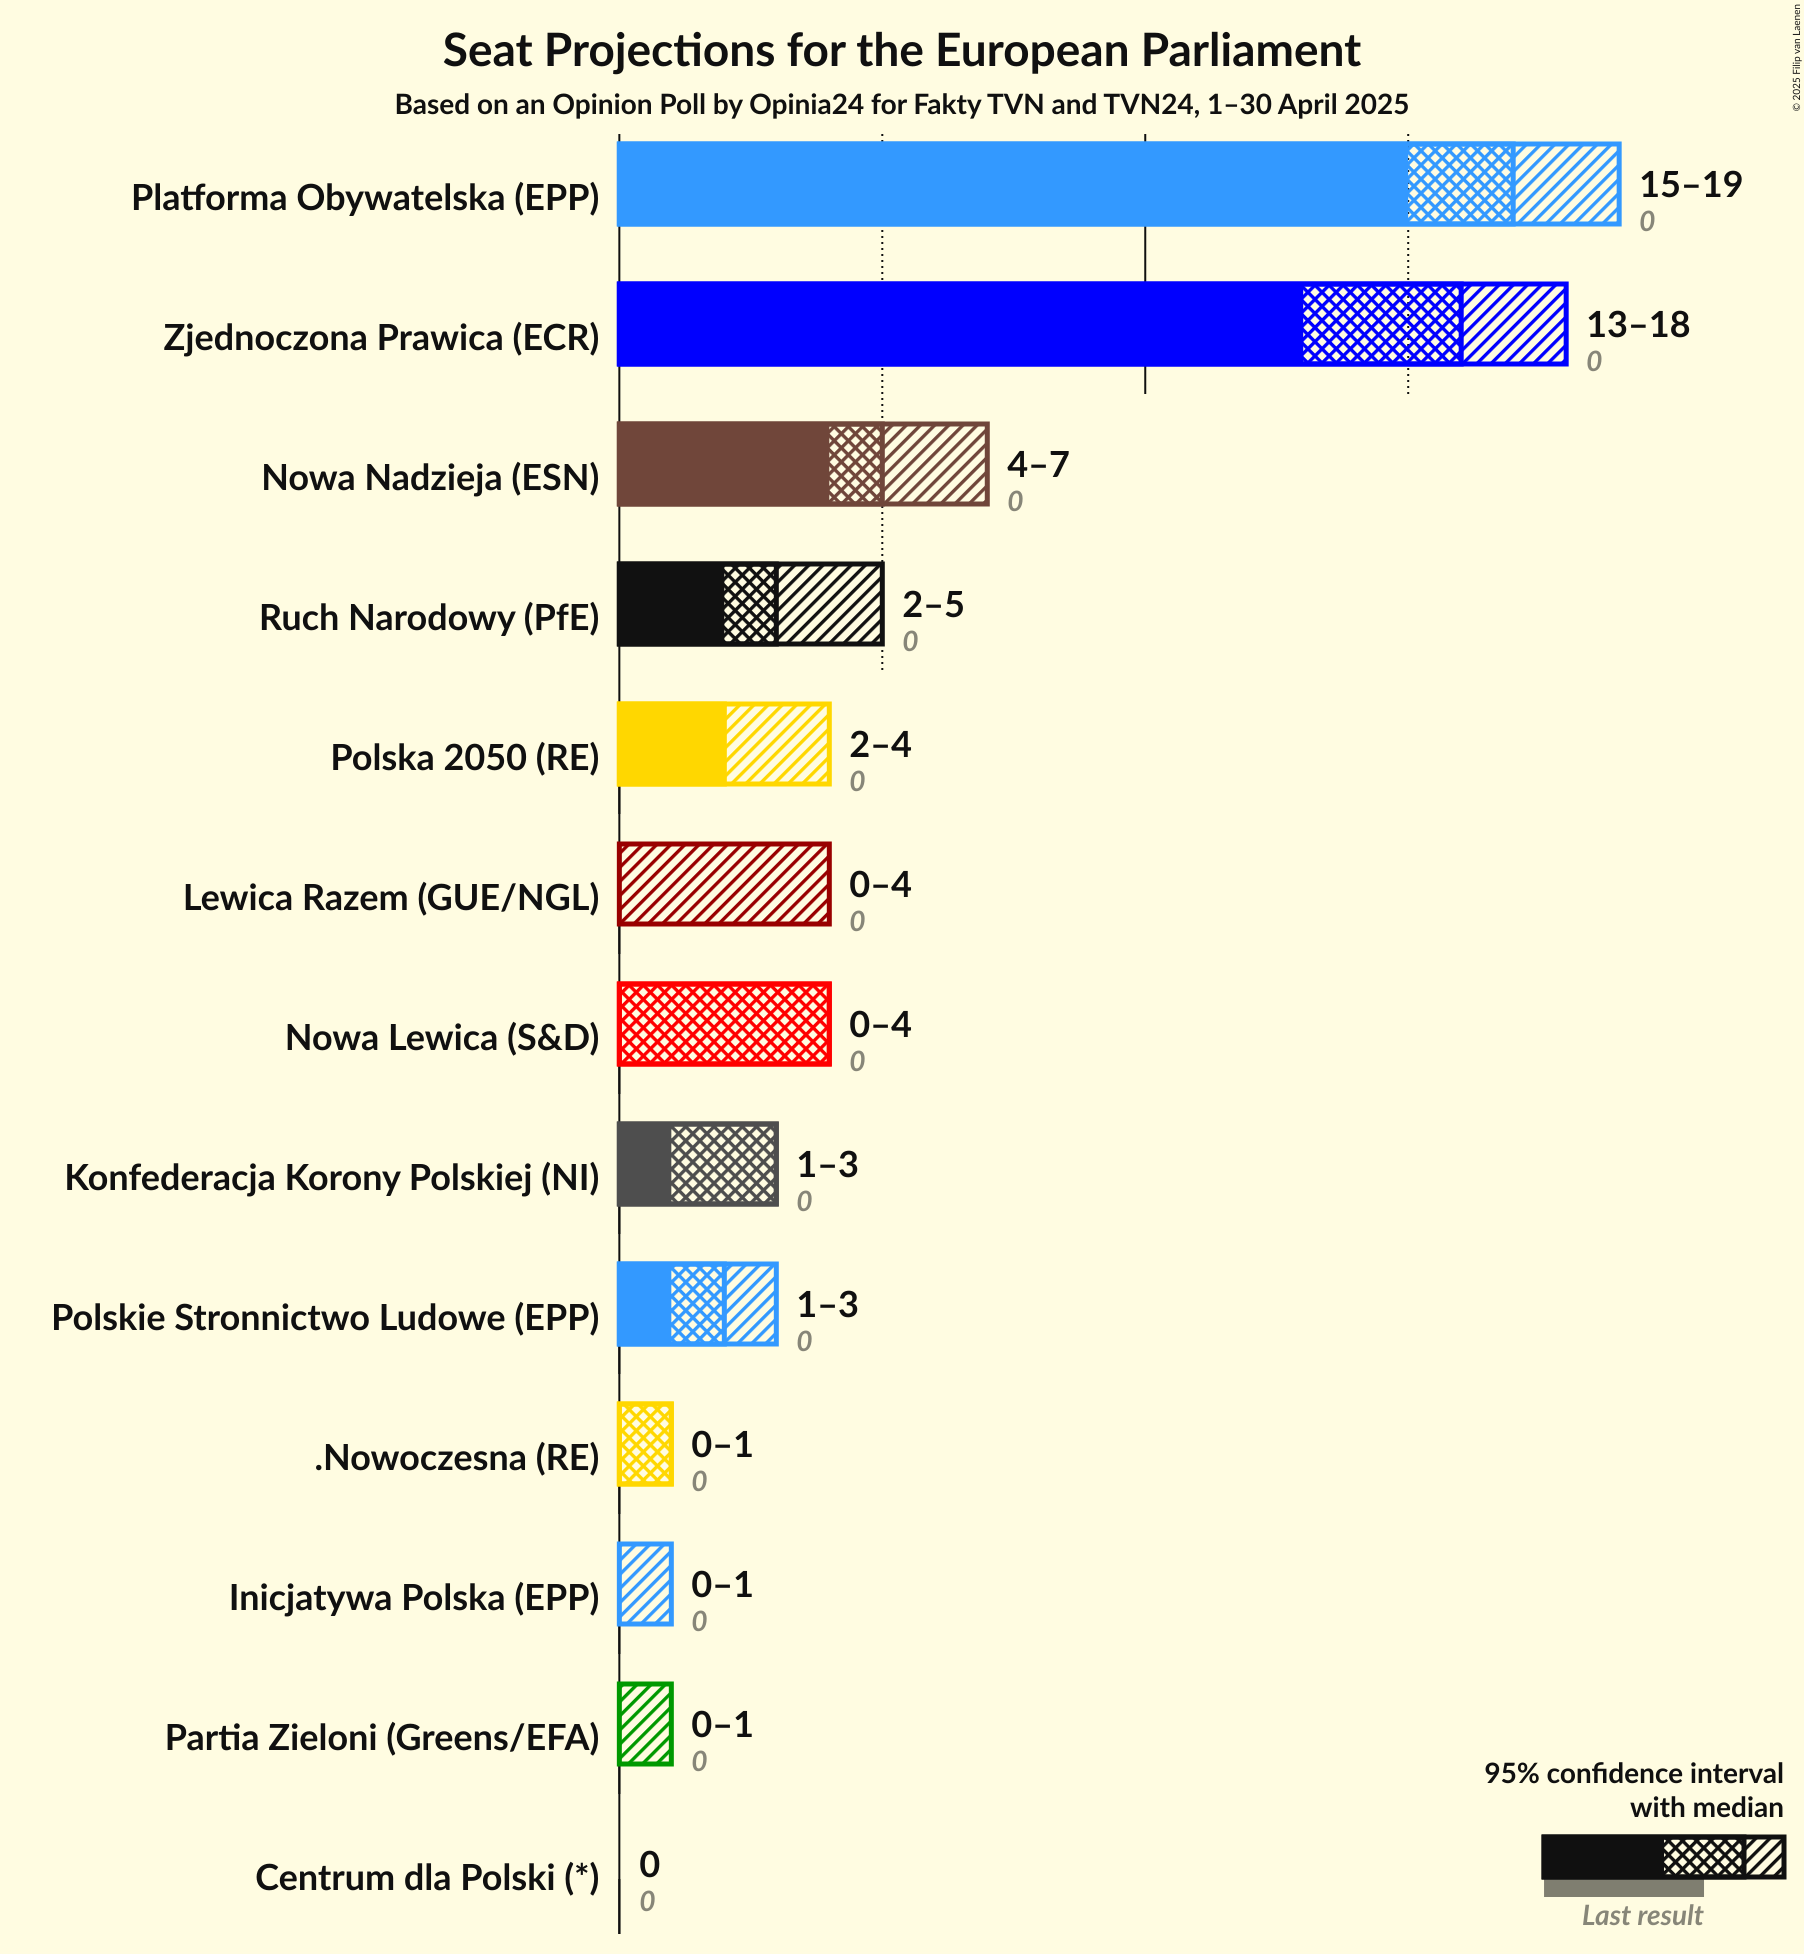 Seat Projections for the European Parliament
Based on an Opinion Poll by Opinia24 for Fakty TVN and TVN24, 1–30 April 2025
© 2025 Filip van Laenen
Platforma Obywatelska (EPP)
15–19
0
Zjednoczona Prawica (ECR)
13–18
0
Nowa Nadzieja (ESN)
4–7
0
Ruch Narodowy (PfE)
2–5
0
Polska 2050 (RE)
2–4
0
Lewica Razem (GUE/NGL)
0–4
0
Nowa Lewica (S&D)
0–4
0
Konfederacja Korony Polskiej (NI)
1–3
0
Polskie Stronnictwo Ludowe (EPP)
1–3
0
.Nowoczesna (RE)
0–1
0
Inicjatywa Polska (EPP)
0–1
0
Partia Zieloni (Greens/EFA)
0–1
0
Centrum dla Polski (*)
0
0
95% confidence interval
with median
Last result